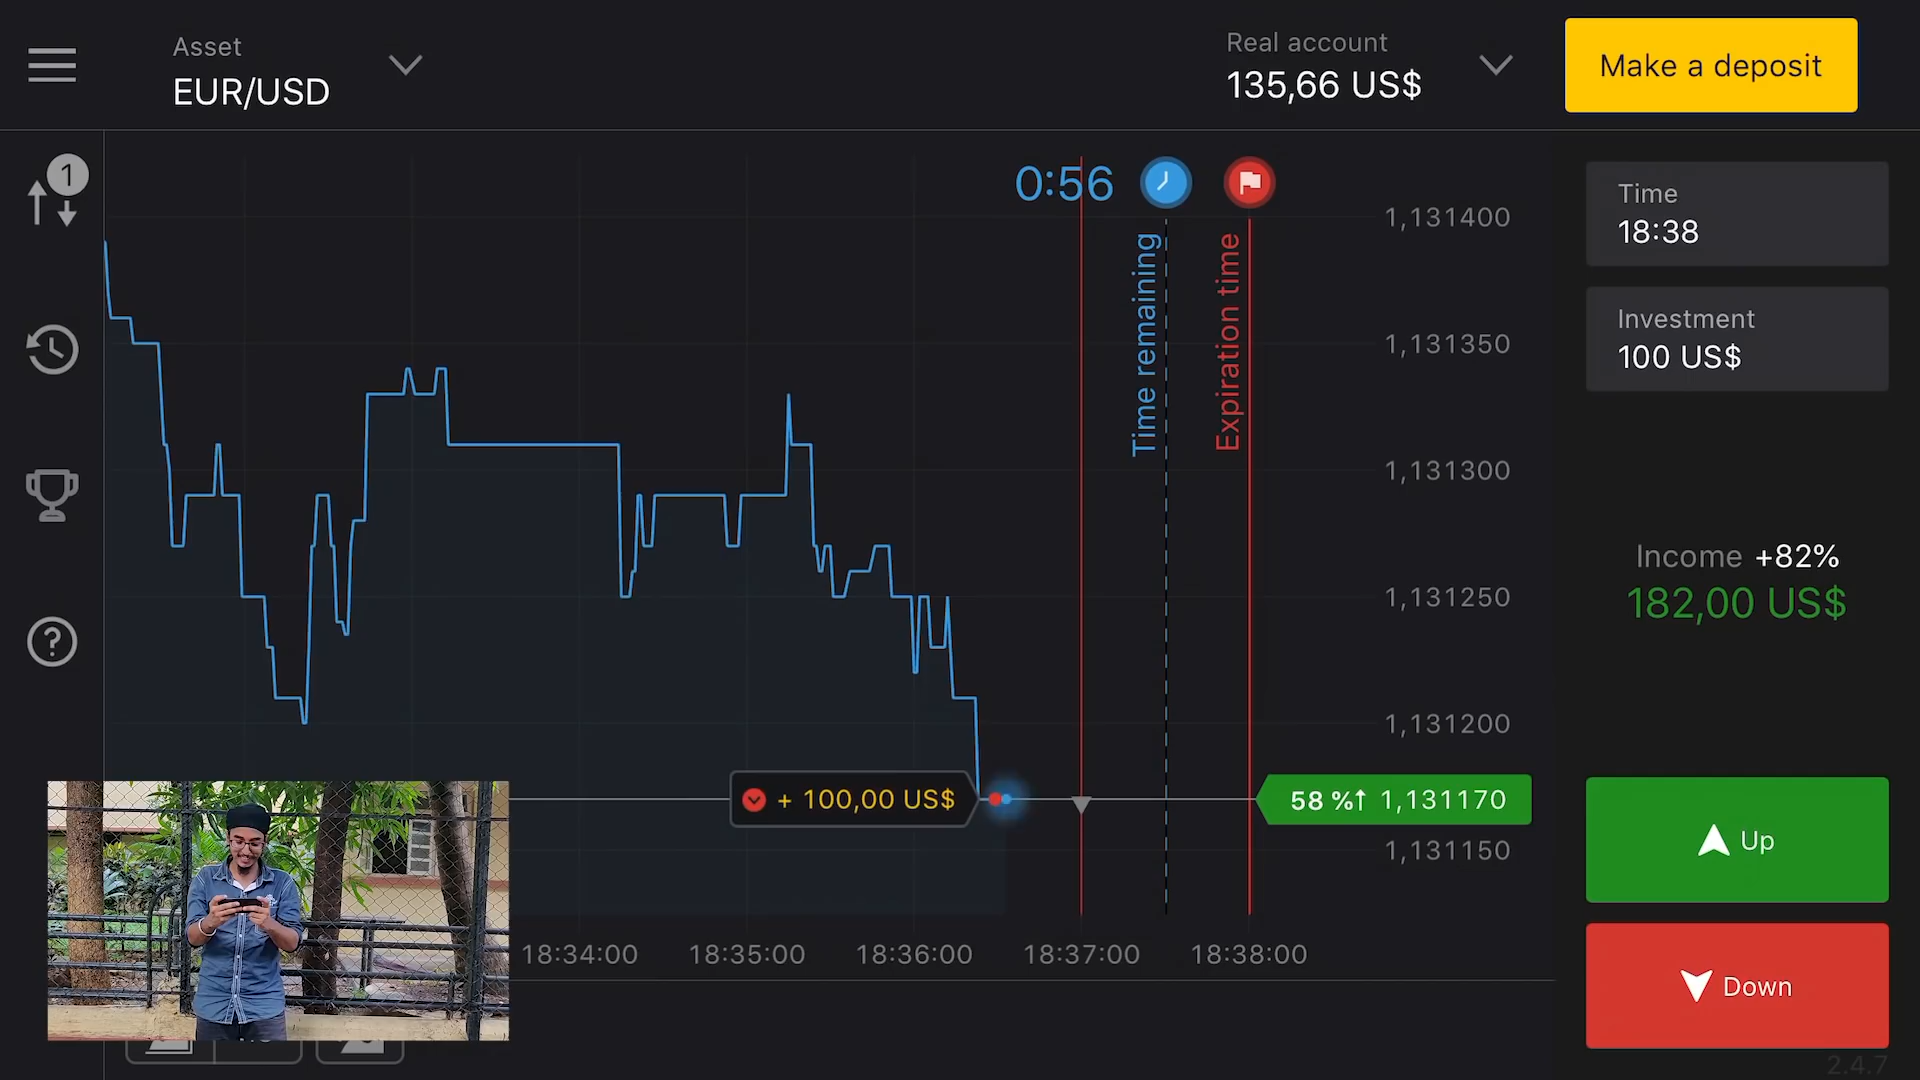 Asset
EUR/USD
Real account
135,66 US$
Make a deposit
1
0:56
Time remaining
Expiration time
1,131400
1,131350
1,131300
1,131250
1,131200
1,131150
Time
18:38
Investment
100 US$
Income +82%
182,00 US$
+ 100,00 US$
58 %↑ 1,131170
Up
Down
18:34:00
18:35:00
18:36:00
18:37:00
18:38:00
2.4.7